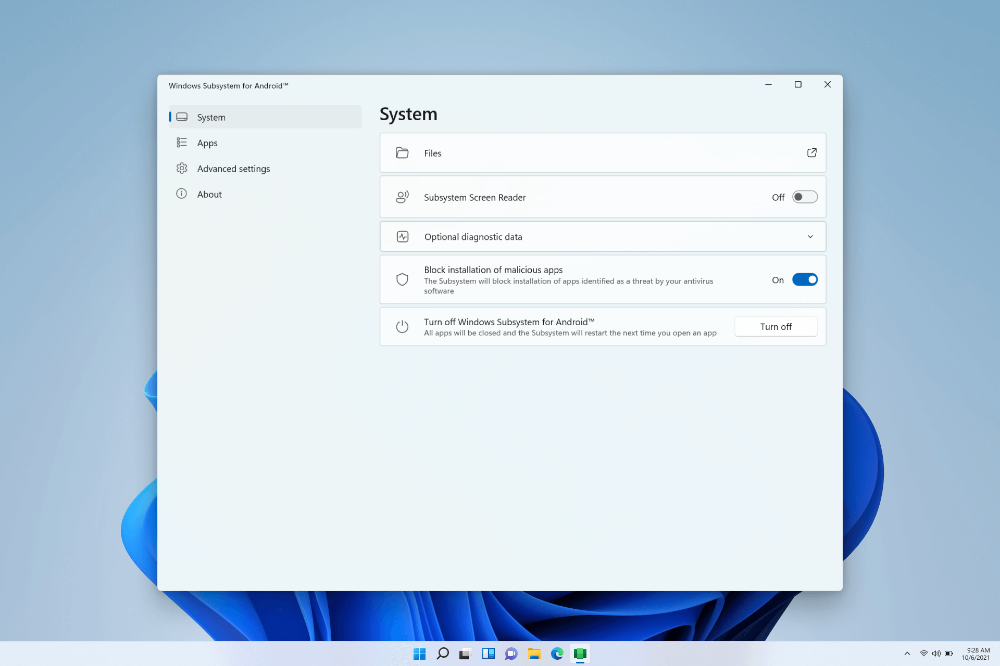 Windows Subsystem for Android™
System
Apps
Advanced settings
About
System
Files
Subsystem Screen Reader
Off
Optional diagnostic data
Block installation of malicious apps
The Subsystem will block installation of apps identified as a threat by your antivirus
software
On
Turn off Windows Subsystem for Android™
All apps will be closed and the Subsystem will restart the next time you open an app
Turn off
9:28 AM
10/6/2021